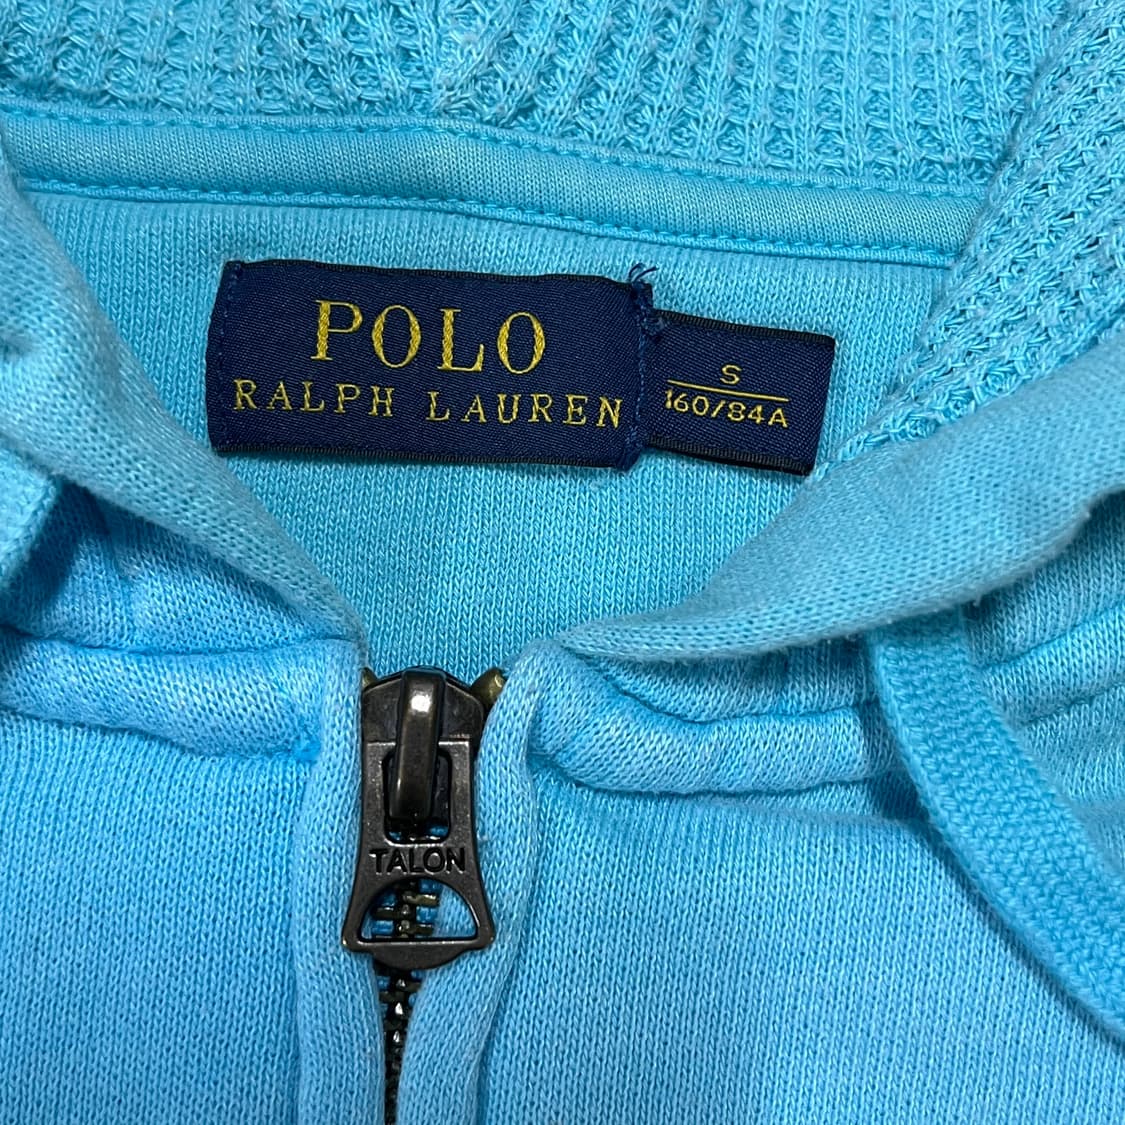 POLO
RALPH LAUREN
S
160/84A
TALON